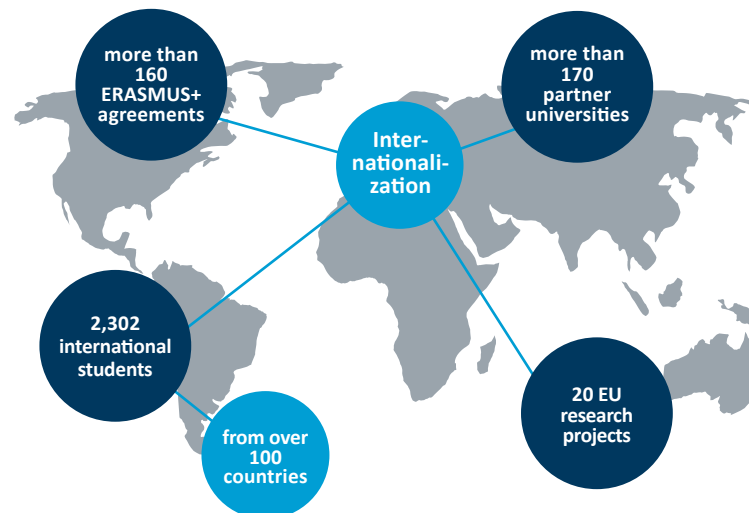 more than
160
ERASMUS+
agreements
more than
170
partner
universities
Inter-
nationali-
zation
2,302
international
students
from over
100
countries
20 EU
research
projects